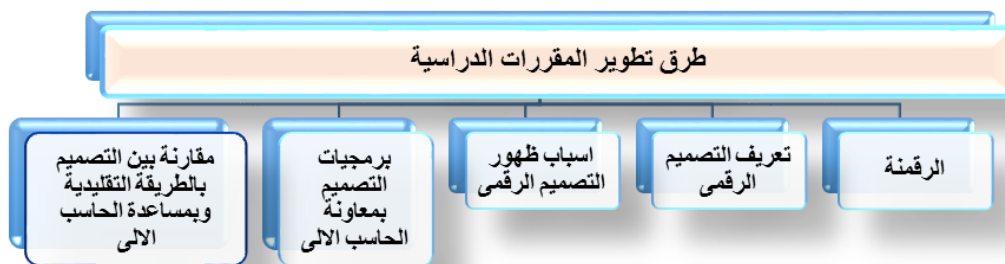 طرق تطوير المقررات الدراسية
الرقمنة
تعريف التصميم
الرقمى
اسباب ظهور
التصميم الرقمى
برمجيات
التصميم
بمعاونة
الحاسب الالى
مقارنة بين التصميم
بالطريقة التقليدية
وبمساعدة الحاسب
الالى